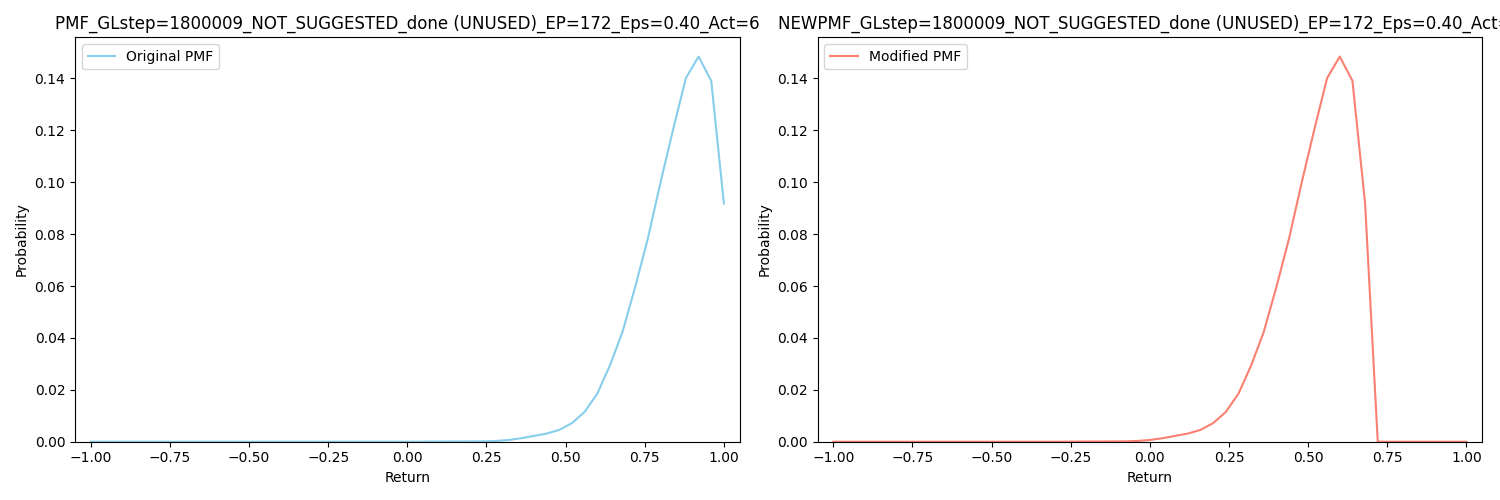 PMF_GLstep=1800009_NOT_SUGGESTED_done (UNUSED)_EP=172_Eps=0.40_Act=6
Original PMF
0.14
0.12
0.10
0.08
0.06
0.04
0.02
0.00
Probability
−1.00 −0.75 −0.50 −0.25 0.00 0.25 0.50 0.75 1.00
Return
NEWPMF_GLstep=1800009_NOT_SUGGESTED_done (UNUSED)_EP=172_Eps=0.40_Act=
Modified PMF
0.14
0.12
0.10
0.08
0.06
0.04
0.02
0.00
Probability
−1.00 −0.75 −0.50 −0.25 0.00 0.25 0.50 0.75 1.00
Return